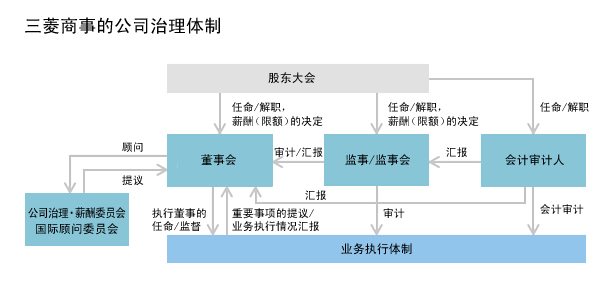 三菱商事的公司治理体制
股东大会
任命/解职,
薪酬(限额)的决定
任命/解职,
薪酬(限额)的决定
任命/解职
顾问
董事会
审计/汇报
监事/监事会
汇报
会计审计人
提议
汇报
公司治理·薪酬委员会
国际顾问委员会
执行董事的
任命/监督
重要事项的提议/
业务执行情况汇报
审计
会计审计
业务执行体制